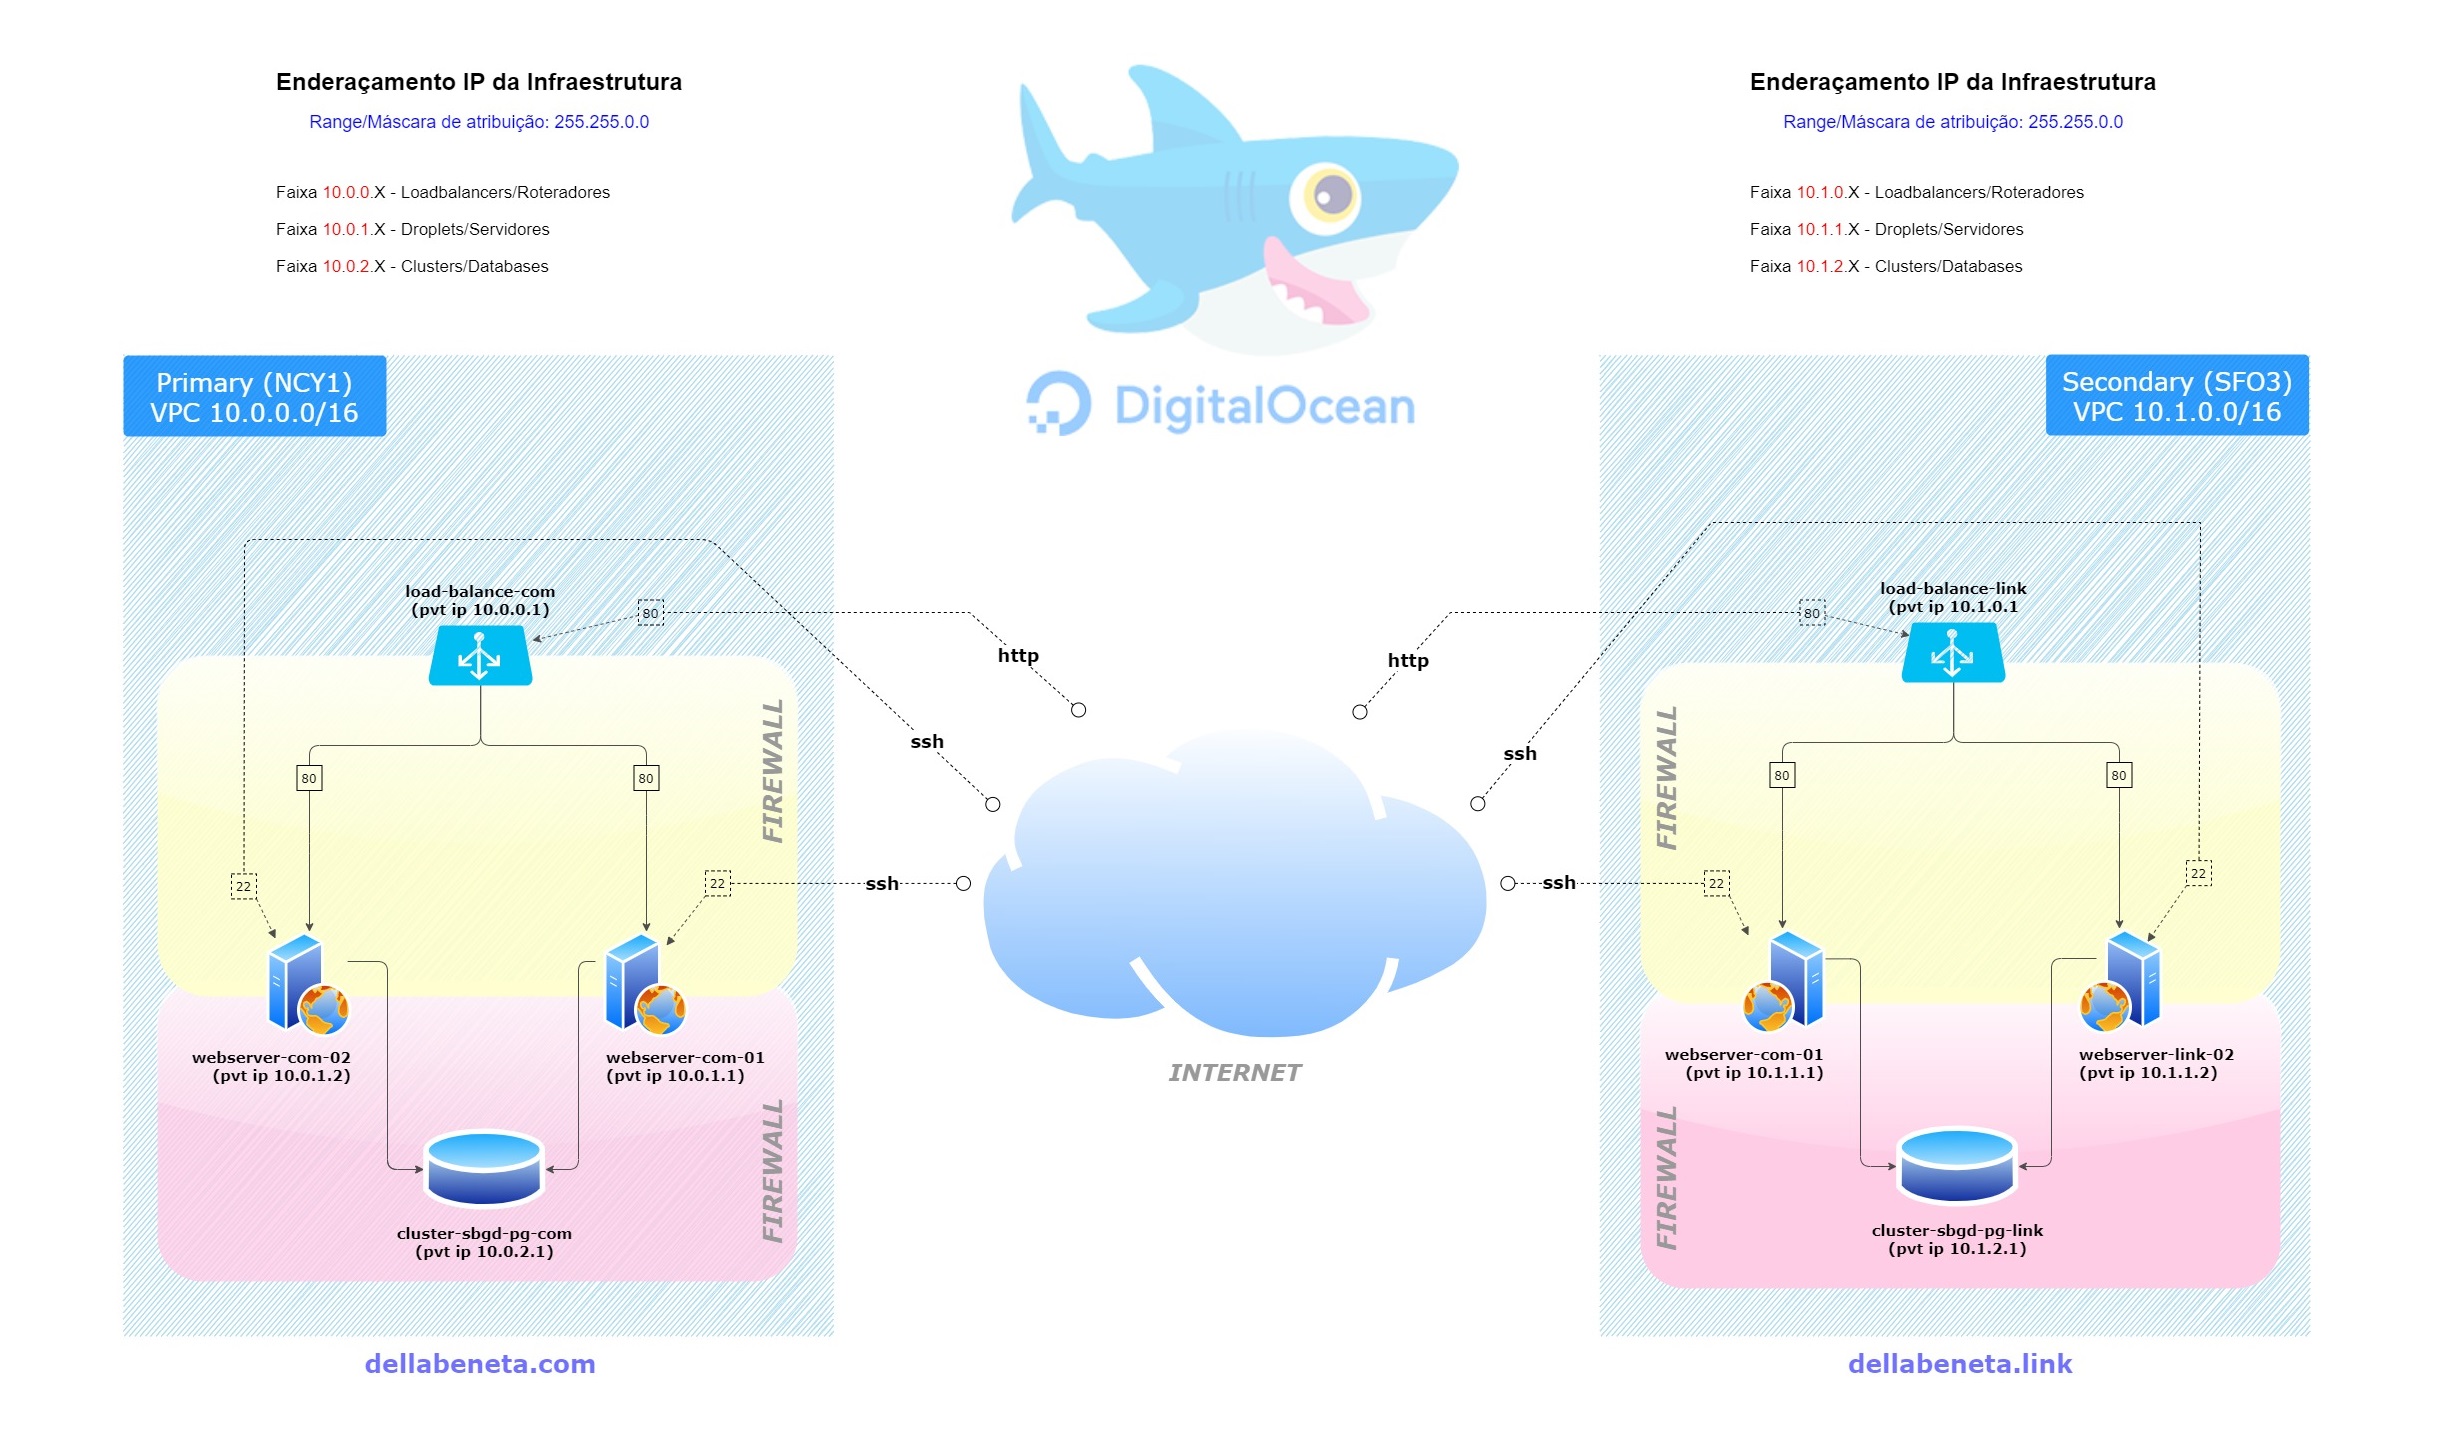 Enderaçamento IP da Infraestrutura
Range/Máscara de atribuição: 255.255.0.0
Faixa 10.0.0.X - Loadbalancers/Roteradores
Faixa 10.0.1.X - Droplets/Servidores
Faixa 10.0.2.X - Clusters/Databases
DigitalOcean
Enderaçamento IP da Infraestrutura
Range/Máscara de atribuição: 255.255.0.0
Faixa 10.1.0.X - Loadbalancers/Roteradores
Faixa 10.1.1.X - Droplets/Servidores
Faixa 10.1.2.X - Clusters/Databases
Primary (NCY1)
VPC 10.0.0.0/16
load-balance-com
(pvt ip 10.0.0.1)
80
80
80
FIREWALL
22
22
webserver-com-02
(pvt ip 10.0.1.2)
webserver-com-01
(pvt ip 10.0.1.1)
FIREWALL
cluster-sbgd-pg-com
(pvt ip 10.0.2.1)
dellabeneta.com
http
ssh
ssh
http
ssh
ssh
INTERNET
Secondary (SFO3)
VPC 10.1.0.0/16
load-balance-link
(pvt ip 10.1.0.1
80
80
80
FIREWALL
22
22
webserver-com-01
(pvt ip 10.1.1.1)
webserver-link-02
(pvt ip 10.1.1.2)
FIREWALL
cluster-sbgd-pg-link
(pvt ip 10.1.2.1)
dellabeneta.link